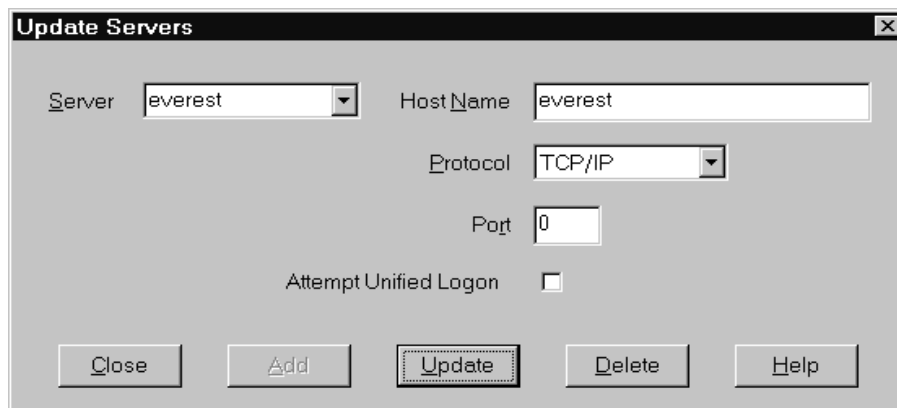 Update Servers
Server everest Host Name everest
Protocol TCP/IP
Port 0
Attempt Unified Logon
Close Add Update Delete Help